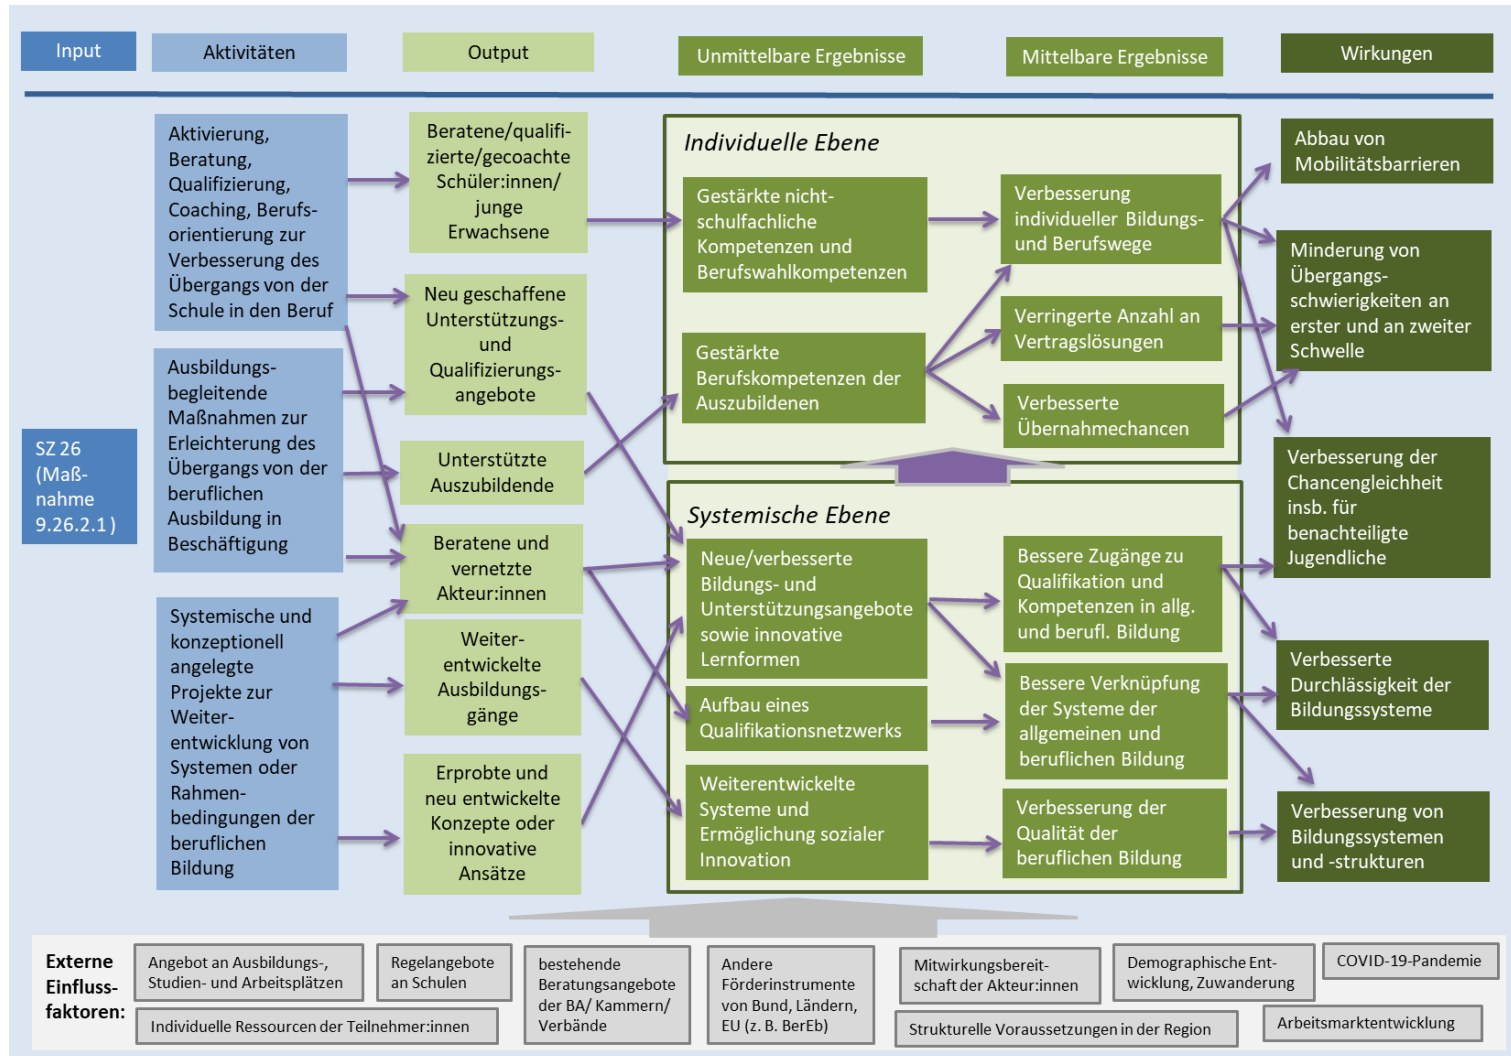 Input
Aktivitäten
Output
Unmittelbare Ergebnisse
Mittelbare Ergebnisse
Wirkungen
SZ 26
(Maß-
nahme
9.26.2.1 )
Aktivierung,
Beratung,
Qualifizierung,
Coaching, Berufs-
orientierung zur
Verbesserung des
Übergangs von der
Schule in den Beruf
Ausbildungs-
begleitende
Maßnahmen zur
Erleichterung des
Übergangs von der
beruflichen
Ausbildung in
Beschäftigung
Systemische und
konzeptionell
angelegte
Projekte zur
Weiter-
entwicklung von
Systemen oder
Rahmen-
bedingungen der
beruflichen
Bildung
Beratene/qualifi-
zierte/gecoachte
Schüler:innen/
junge
Erwachsene
Neu geschaffene
Unterstützungs-
und
Qualifizierungs-
angebote
Unterstützte
Auszubildende
Beratene und
vernetzte
Akteur:innen
Weiter-
entwickelte
Ausbildungs-
gänge
Erprobte und
neu entwickelte
Konzepte oder
innovative
Ansätze
Individuelle Ebene
Gestärkte nicht-
schulfachliche
Kompetenzen und
Berufswahlkompetenzen
Gestärkte
Berufskompetenzen der
Auszubildenen
Verbesserung
individueller Bildungs-
und Berufswege
Verringerte Anzahl an
Vertragslösungen
Verbesserte
Übernahmechancen
Systemische Ebene
Neue/verbesserte
Bildungs- und
Unterstützungsangebote
sowie innovative
Lernformen
Aufbau eines
Qualifikationsnetzwerks
Weiterentwickelte
Systeme und
Ermöglichung sozialer
Innovation
Bessere Zugänge zu
Qualifikation und
Kompetenzen in allg.
und berufl. Bildung
Bessere Verknüpfung
der Systeme der
allgemeinen und
beruflichen Bildung
Verbesserung der
Qualität der
beruflichen Bildung
Abbau von
Mobilitätsbarrieren
Minderung von
Übergangs-
schwierigkeiten an
erster und an zweiter
Schwelle
Verbesserung der
Chancengleichheit
insb. für
benachteiligte
Jugendliche
Verbesserte
Durchlässigkeit der
Bildungssysteme
Verbesserung von
Bildungssystemen
und -strukturen
Externe
Einfluss-
faktoren:
Angebot an Ausbildungs-,
Studien- und Arbeitsplätzen
Individuelle Ressourcen der Teilnehmer:innen
Regelangebote
an Schulen
bestehende
Beratungsangebote
der BA/ Kammern/
Verbände
Andere
Förderinstrumente
von Bund, Ländern,
EU (z. B. BerEb)
Mitwirkungsbereit-
schaft der Akteur:innen
Strukturelle Voraussetzungen in der Region
Demographische Ent-
wicklung, Zuwanderung
COVID-19-Pandemie
Arbeitsmarktentwicklung